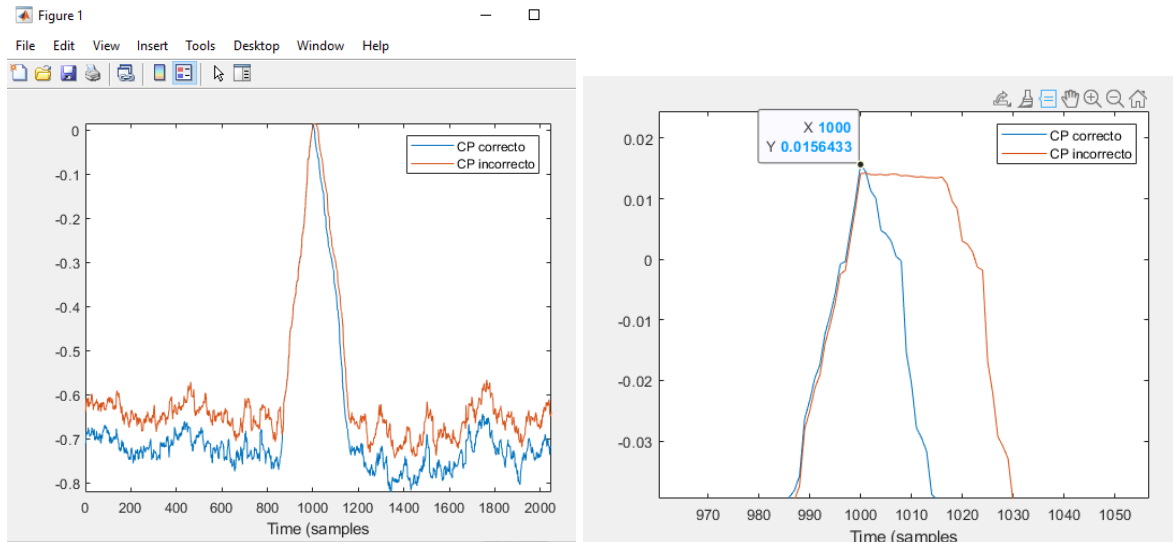 Figure 1
File Edit View Insert Tools Desktop Window Help
CP correcto
CP incorrecto
0
-0.1
-0.2
-0.3
-0.4
-0.5
-0.6
-0.7
-0.8
0 200 400 600 800 1000 1200 1400 1600 1800 2000
Time (samples
X 1000
Y 0.0156433
CP correcto
CP incorrecto
0.02
0.01
0
-0.01
-0.02
-0.03
970 980 990 1000 1010 1020 1030 1040 1050
Time (samples